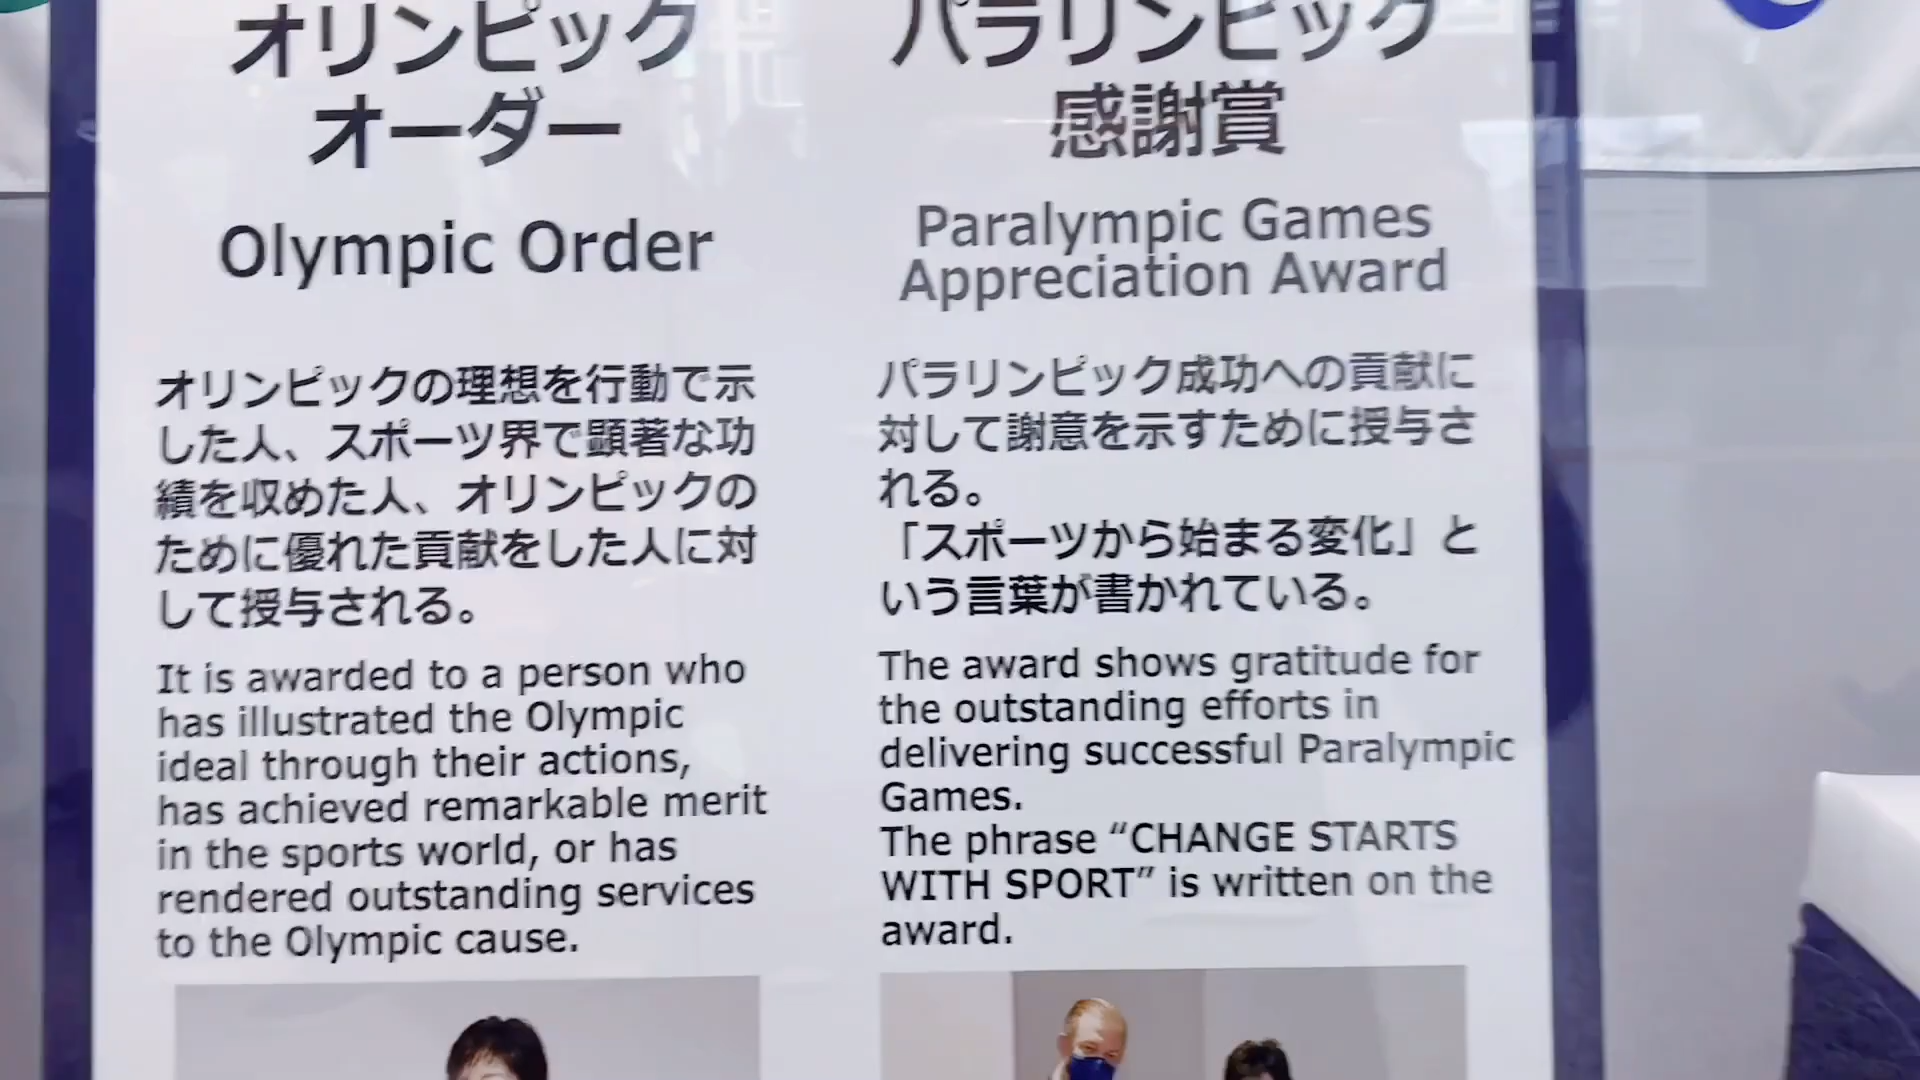 オリンピック
オーダー
Olympic Order
オリンピックの理想を行動で示
した人、スポーツ界で顕著な功
績を収めた人、オリンピックの
ために優れた貢献をした人に対
して授与される。
It is awarded to a person who
has illustrated the Olympic
ideal through their actions,
has achieved remarkable merit
in the sports world, or has
rendered outstanding services
to the Olympic cause.
パラリンピック
感謝賞
Paralympic Games
Appreciation Award
パラリンピック成功への貢献に
対して謝意を示すために授与さ
れる。
「スポーツから始まる変化」と
いう言葉が書かれている。
The award shows gratitude for
the outstanding efforts in
delivering successful Paralympic
Games.
The phrase “CHANGE STARTS
WITH SPORT” is written on the
award.